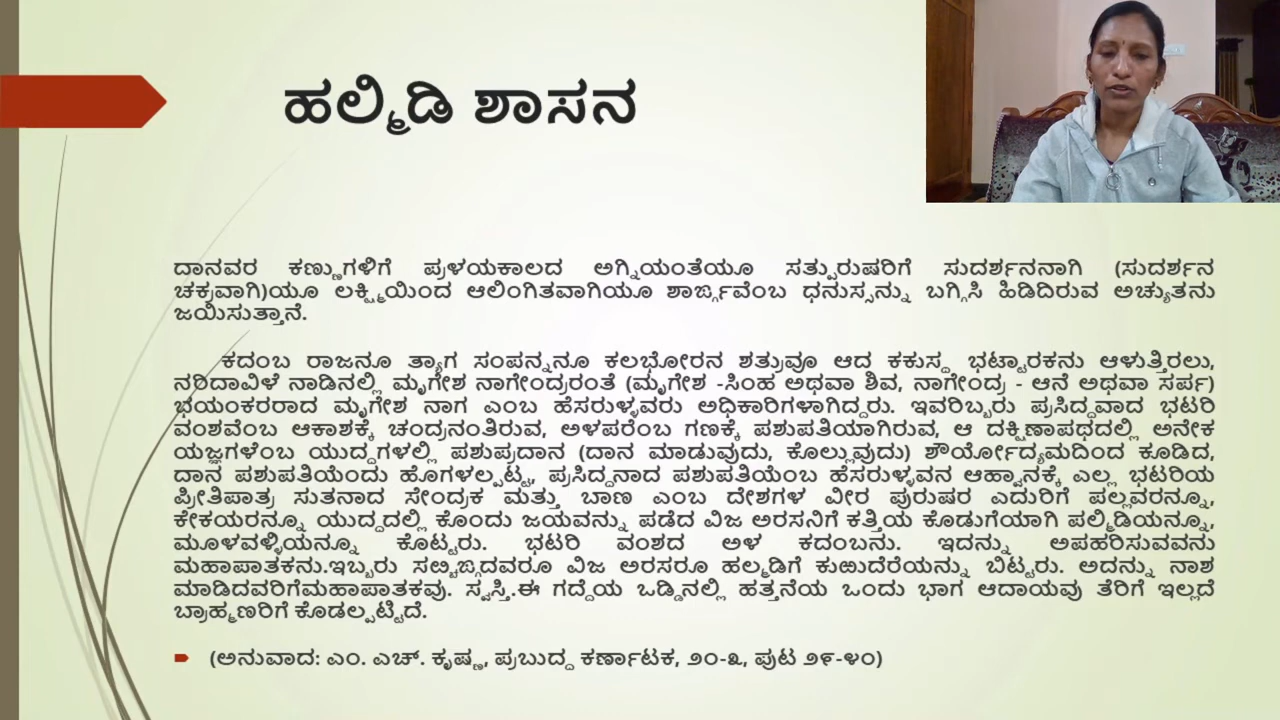 ಹಲ್ಮಿಡಿ ಶಾಸನ
ದಾನವರ ಕಣ್ಣುಗಳಿಗೆ ಪ್ರಳಯಕಾಲದ ಅಗ್ನಿಯಂತೆಯೂ ಸತ್ಪುರುಷರಿಗೆ ಸುದರ್ಶನನಾಗಿ (ಸುದರ್ಶನ
ಚಕ್ರವಾಗಿ)ಯೂ ಲಕ್ಷ್ಮಿಯಿಂದ ಆಲಿಂಗಿತವಾಗಿಯೂ ಶಾರ್ಙ್ಗವೆಂಬ ಧನುಸ್ಸನ್ನು ಬಗ್ಗಿಸಿ ಹಿಡಿದಿರುವ ಅಚ್ಯುತನು
ಜಯಿಸುತ್ತಾನೆ.
ಕದಂಬ ರಾಜನೂ ತ್ಯಾಗ ಸಂಪನ್ನನೂ ಕಲಭೋರನ ಶತ್ರುವೂ ಆದ ಕಕುಸ್ಥ ಭಟ್ಟಾರಕನು ಆಳುತ್ತಿರಲು,
ನರಿದಾವಿಳೆ ನಾಡಿನಲ್ಲಿ ಮೃಗೇಶ ನಾಗೇಂದ್ರರಂತೆ (ಮೃಗೇಶ -ಸಿಂಹ ಅಥವಾ ಶಿವ, ನಾಗೇಂದ್ರ - ಆನೆ ಅಥವಾ ಸರ್ಪ)
ಭಯಂಕರರಾದ ಮೃಗೇಶ ನಾಗ ಎಂಬ ಹೆಸರುಳ್ಳವರು ಅಧಿಕಾರಿಗಳಾಗಿದ್ದರು. ಇವರಿಬ್ಬರು ಪ್ರಸಿದ್ಧವಾದ ಭಟರಿ
ವಂಶವೆಂಬ ಆಕಾಶಕ್ಕೆ ಚಂದ್ರನಂತಿರುವ, ಅಳಪರೆಂಬ ಗಣಕ್ಕೆ ಪಶುಪತಿಯಾಗಿರುವ, ಆ ದಕ್ಷಿಣಾಪಥದಲ್ಲಿ ಅನೇಕ
ಯಜ್ಞಗಳೆಂಬ ಯುದ್ಧಗಳಲ್ಲಿ ಪಶುಪ್ರದಾನ (ದಾನ ಮಾಡುವುದು, ಕೊಲ್ಲುವುದು) ಶೌರ್ಯೋದ್ಯಮದಿಂದ ಕೂಡಿದ,
ದಾನ ಪಶುಪತಿಯೆಂದು ಹೊಗಳಲ್ಪಟ್ಟ, ಪ್ರಸಿದ್ಧನಾದ ಪಶುಪತಿಯೆಂಬ ಹೆಸರುಳ್ಳವನ ಆಹ್ವಾನಕ್ಕೆ ಎಲ್ಲ ಭಟರಿಯ
ಪ್ರೀತಿಪಾತ್ರ ಸುತನಾದ ಸೇಂದ್ರಕ ಮತ್ತು ಬಾಣ ಎಂಬ ದೇಶಗಳ ವೀರ ಪುರುಷರ ಎದುರಿಗೆ ಪಲ್ಲವರನ್ನೂ,
ಕೇಕಯರನ್ನೂ ಯುದ್ಧದಲ್ಲಿ ಕೊಂದು ಜಯವನ್ನು ಪಡೆದ ವಿಜ ಅರಸನಿಗೆ ಕತ್ತಿಯ ಕೊಡುಗೆಯಾಗಿ ಪಲ್ಮಿಡಿಯನ್ನೂ,
ಮೂಳವಳ್ಳಿಯನ್ನೂ ಕೊಟ್ಟರು. ಭಟರಿ ವಂಶದ ಅಳ ಕದಂಬನು. ಇದನ್ನು ಅಪಹರಿಸುವವನು
ಮಹಾಪಾತಕನು.ಇಬ್ಬರು ಸೞ್ಬಙ್ಗದವರೂ ವಿಜ ಅರಸರೂ ಹಲ್ಮಡಿಗೆ ಕುಱುದೆರೆಯನ್ನು ಬಿಟ್ಟರು. ಅದನ್ನು ನಾಶ
ಮಾಡಿದವರಿಗೆಮಹಾಪಾತಕವು. ಸ್ವಸ್ತಿ.ಈ ಗದ್ದೆಯ ಒಡ್ಡಿನಲ್ಲಿ ಹತ್ತನೆಯ ಒಂದು ಭಾಗ ಆದಾಯವು ತೆರಿಗೆ ಇಲ್ಲದೆ
ಬ್ರಾಹ್ಮಣರಿಗೆ ಕೊಡಲ್ಪಟ್ಟಿದೆ.
(ಅನುವಾದ: ಎಂ. ಎಚ್. ಕೃಷ್ಣ, ಪ್ರಬುದ್ಧ ಕರ್ಣಾಟಕ, ೨೦-೩, ಪುಟ ೨೯-೪೦)